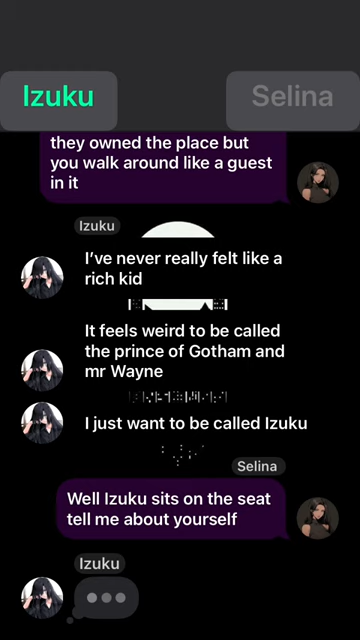 Izuku
Selina
they owned the place but
you walk around like a guest
in it
Izuku
I've never really felt like a
rich kid
It feels weird to be called
the prince of Gotham and
mr Wayne
I just want to be called Izuku
Selina
Well Izuku sits on the seat
tell me about yourself
Izuku